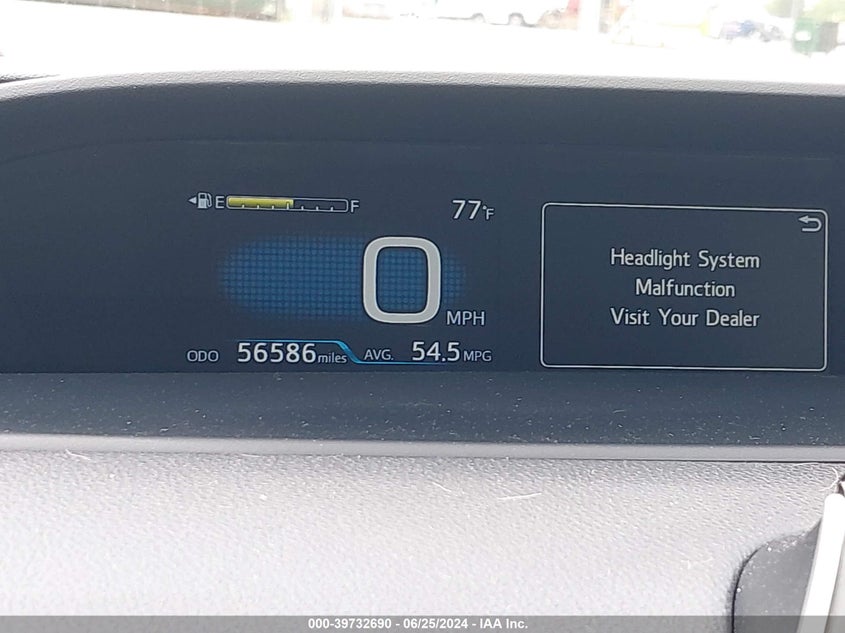 E F
77°F
0 MPH
ODO 56586 miles AVG. 54.5 MPG
Headlight System
Malfunction
Visit Your Dealer
000-39732690 - 06/25/2024 - IAA Inc.